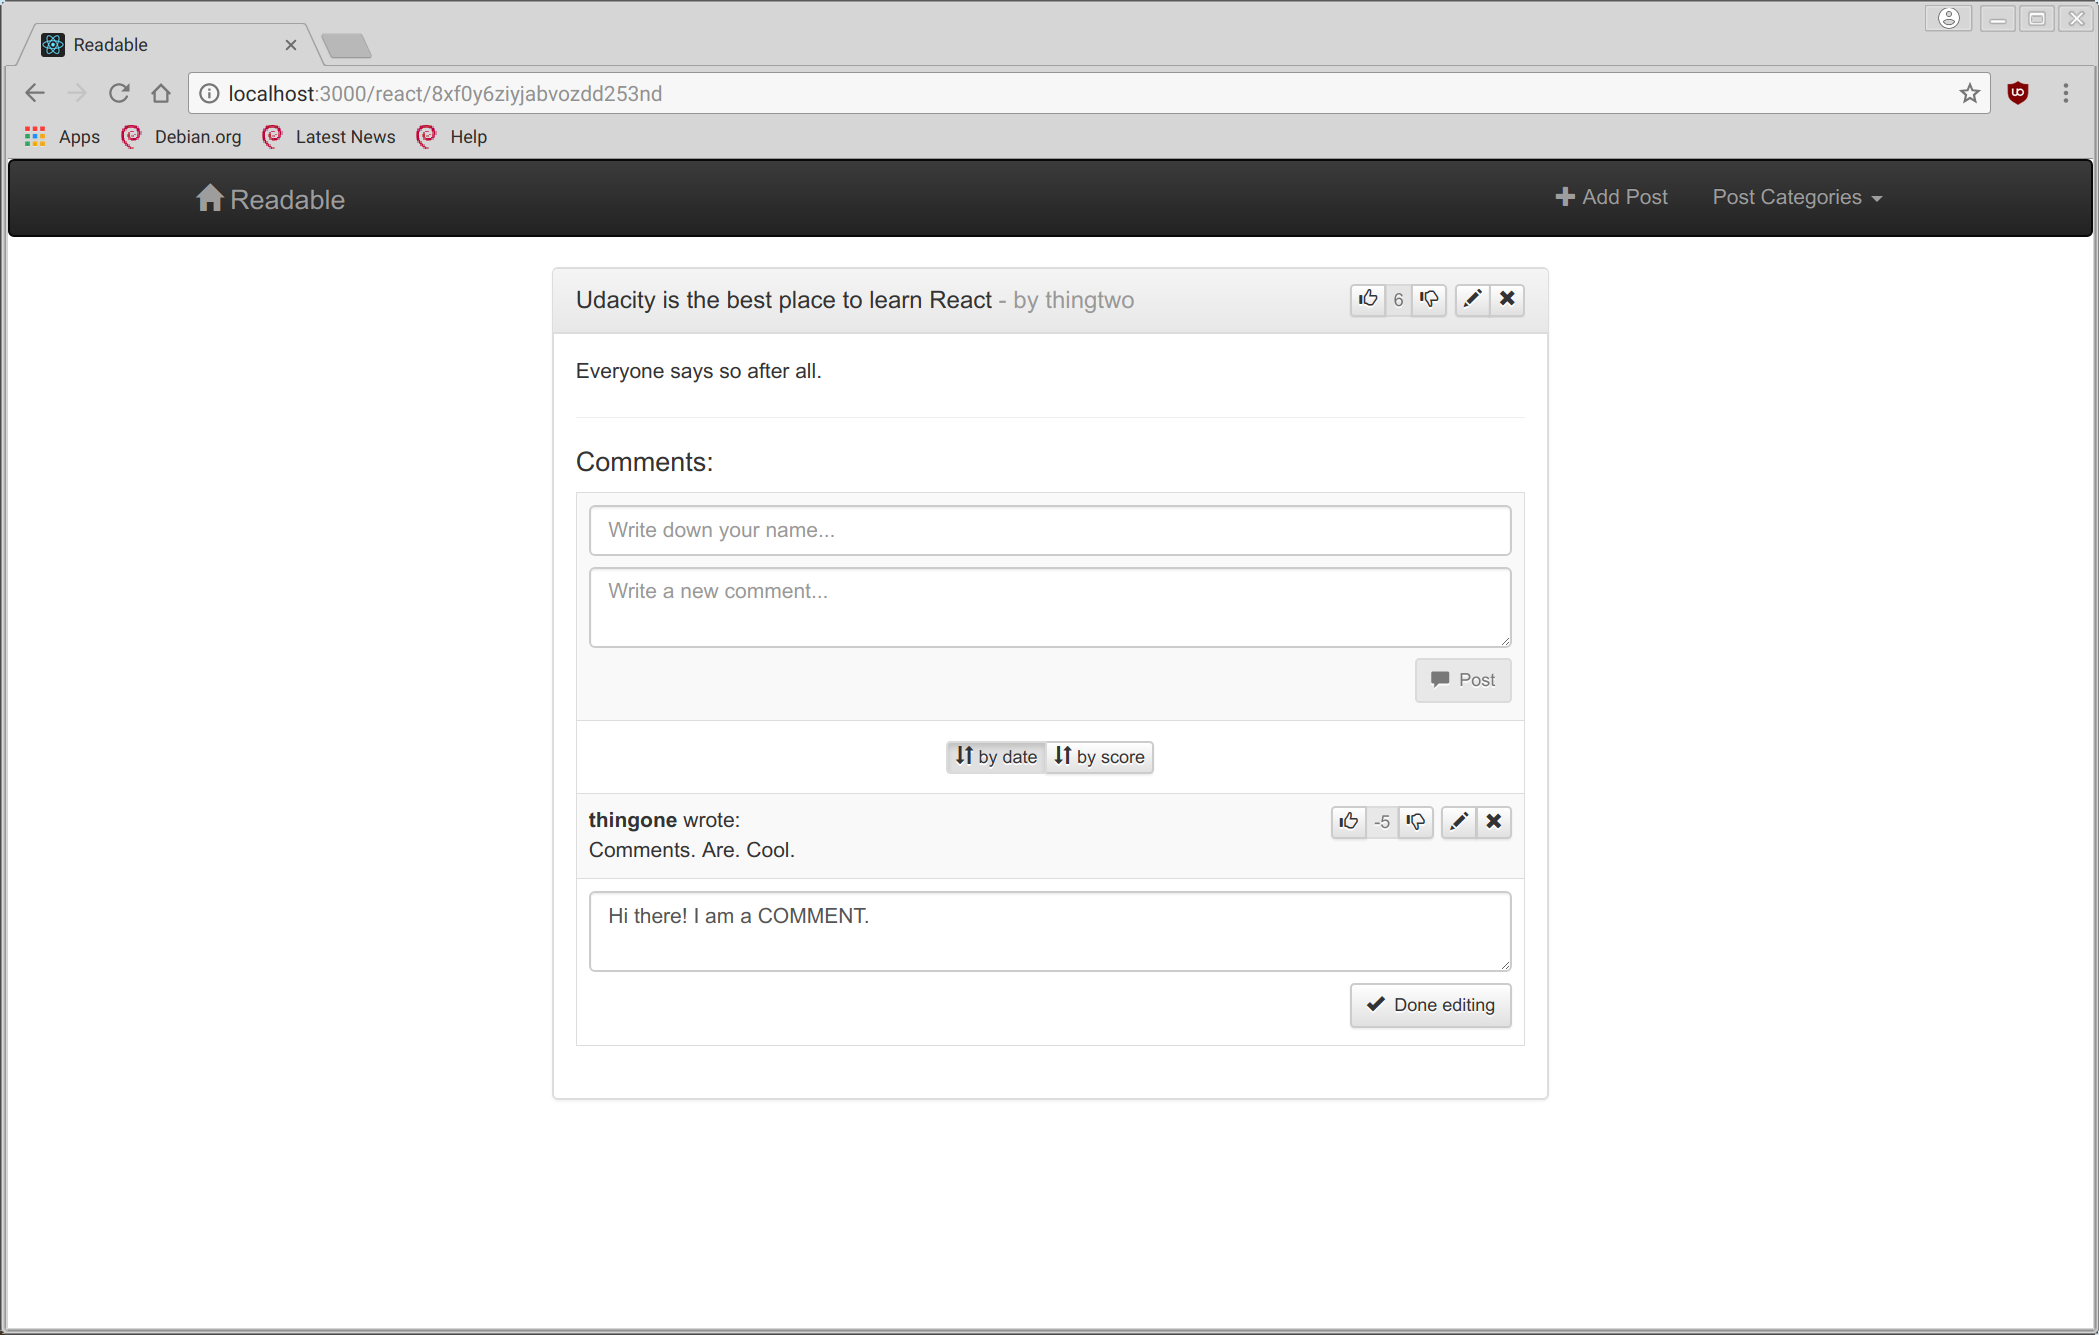 Readable
localhost:3000/react/8xf0y6ziyjabvozdd253nd
Apps Debian.org Latest News Help
Readable Add Post Post Categories
Udacity is the best place to learn React - by thingtwo 6
Everyone says so after all.
Comments:
Write down your name...
Write a new comment...
Post
by date by score
thingone wrote: -5
Comments. Are. Cool.
Hi there! I am a COMMENT.
Done editing